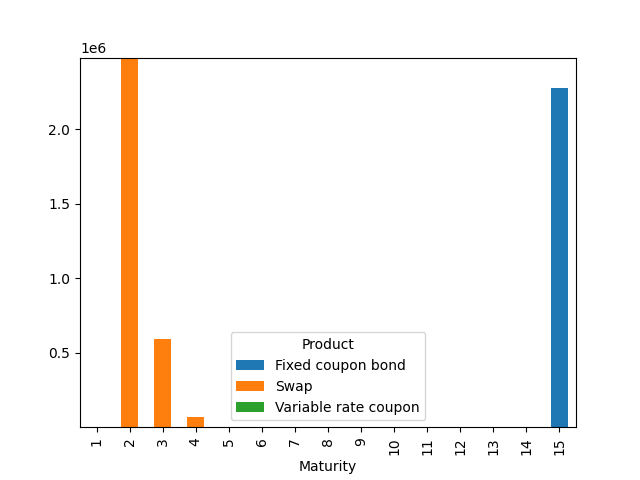 1e6
2.0
1.5
1.0
0.5
Product
Fixed coupon bond
Swap
Variable rate coupon
1 2 3 4 5 6 7 8 9 10 11 12 13 14 15
Maturity